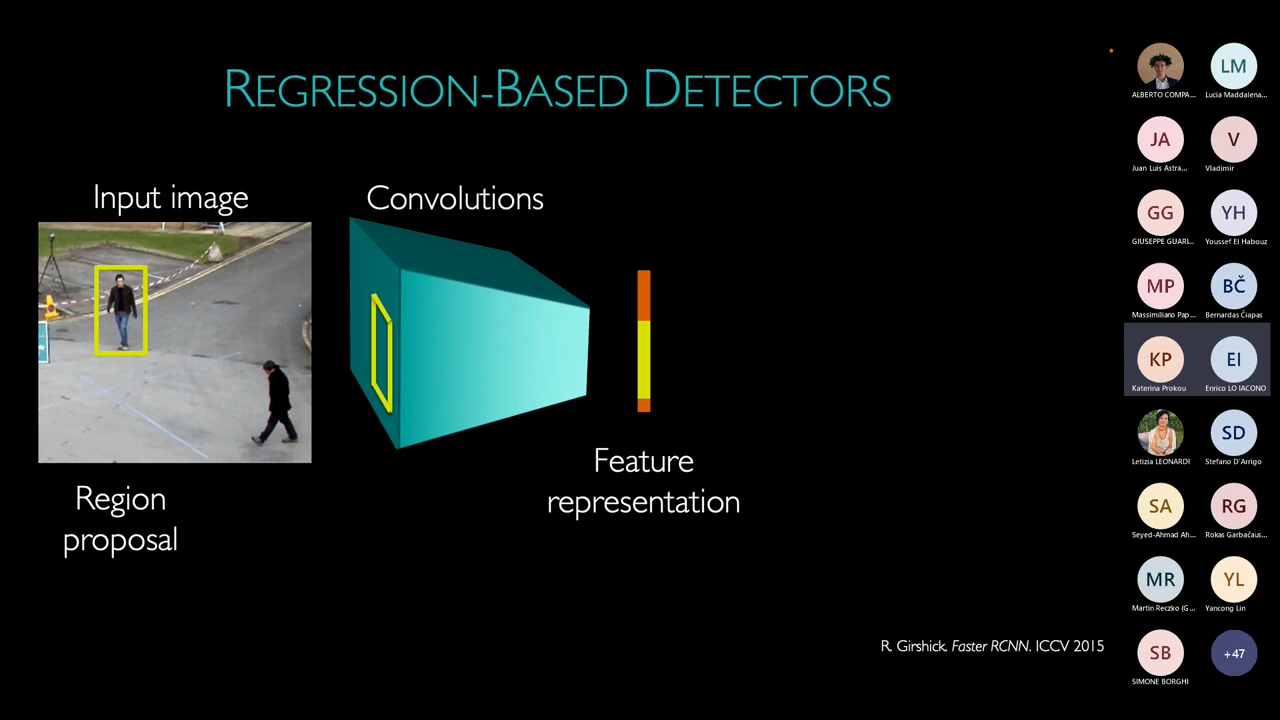 REGRESSION-BASED DETECTORS
Input image
Convolutions
Region
proposal
Feature
representation
R. Girshick. Faster RCNN. ICCV 2015
ALBERTO COMPA...
LM
Lucia Maddalena...
JA
Juan Luis Astra...
V
Vladimir
GG
GIUSEPPE GUARL...
YH
Youssef El Habouz
MP
Massimiliano Pap...
BČ
Bernardas Čiapas
KP
Katerina Prokou
EI
Enrico LO IACONO
Letizia LEONARDI
SD
Stefano D'Arrigo
SA
Seyed-Ahmad Ah...
RG
Rokas Garbačaus...
MR
Martin Reczko (G...
YL
Yancong Lin
SB
SIMONE BORGHI
+47